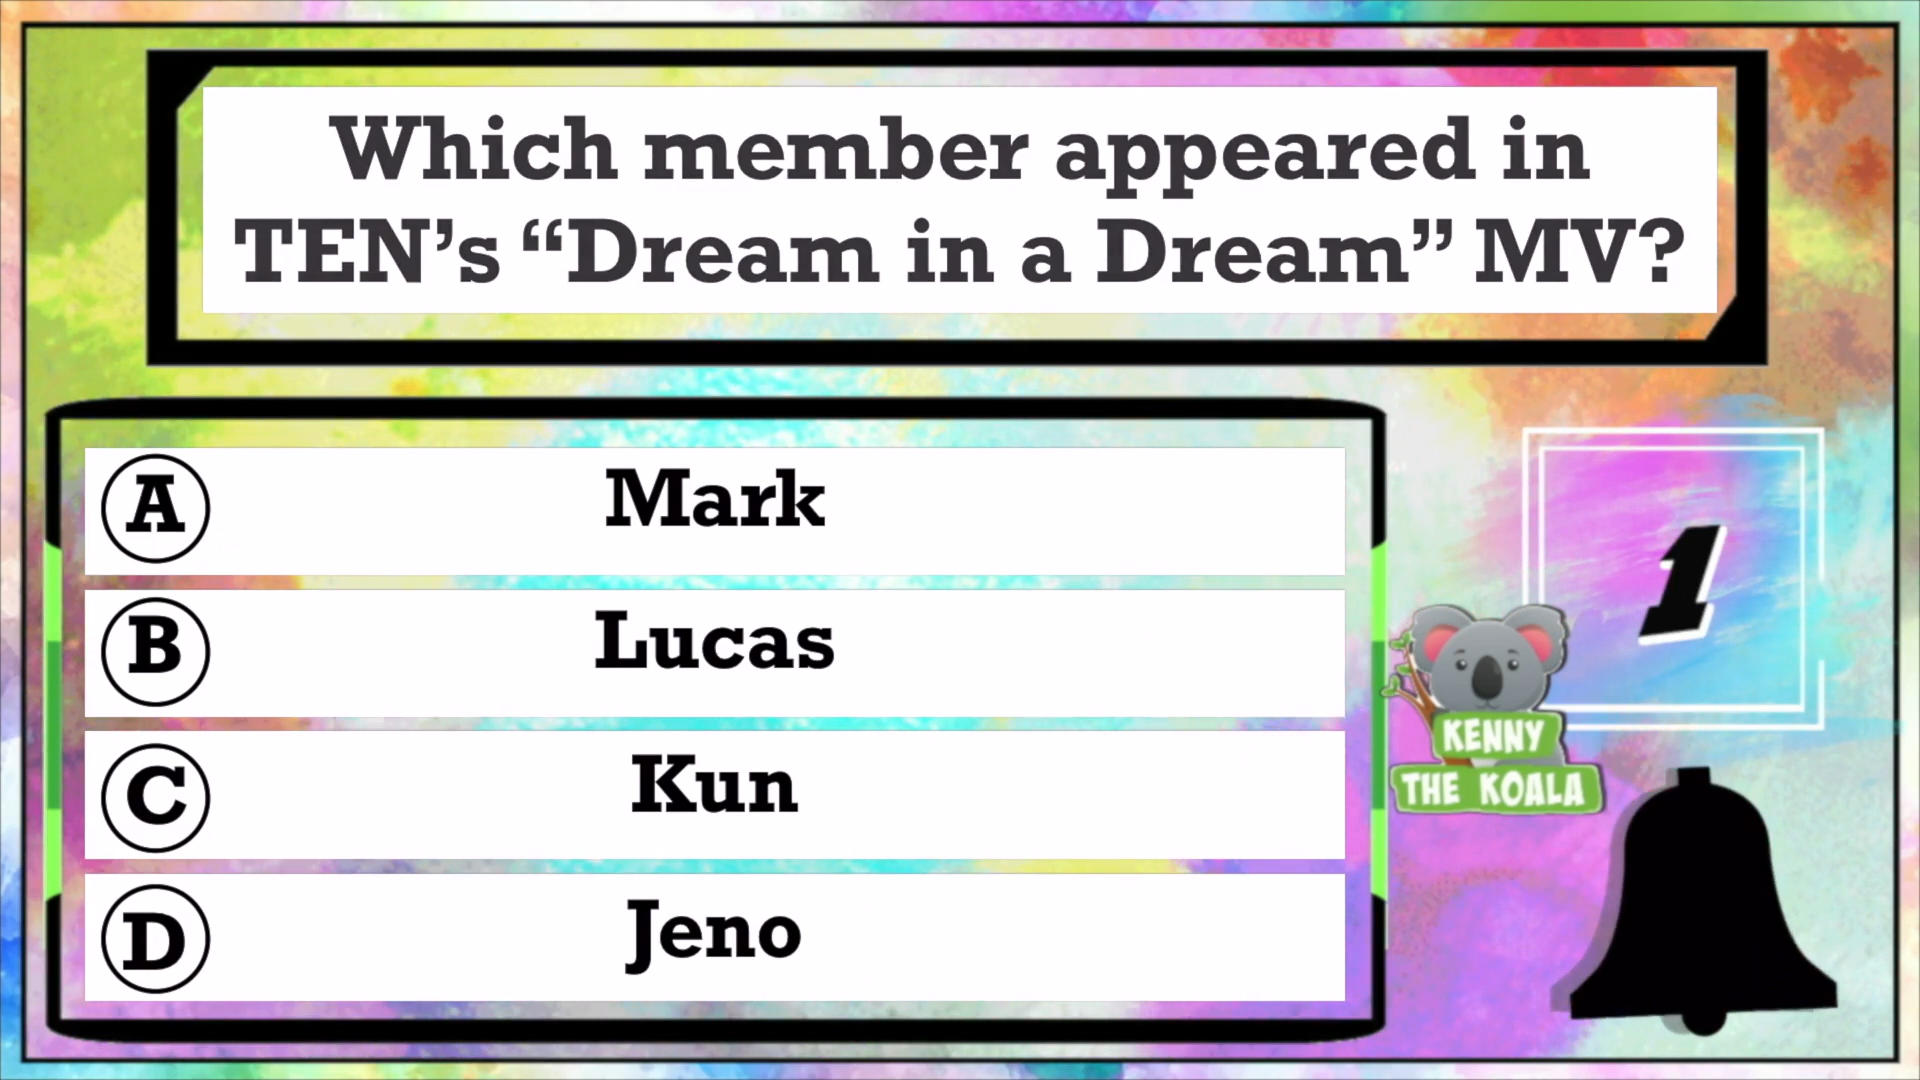 Which member appeared in
TEN’s “Dream in a Dream” MV?
A Mark
B Lucas
C Kun
D Jeno
1
KENNY
THE KOALA